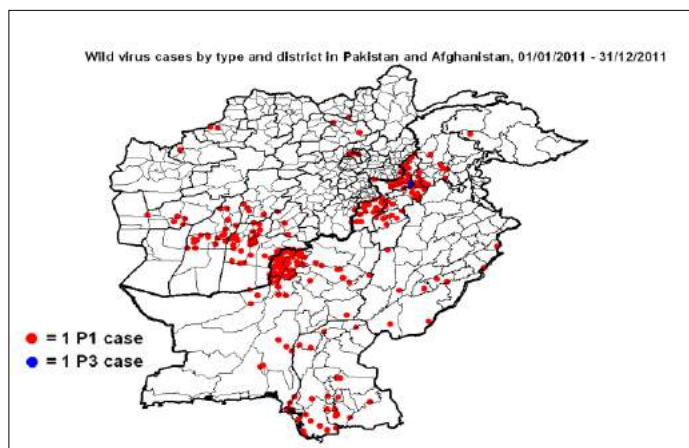 Wild virus cases by type and district in Pakistan and Afghanistan, 01/01/2011 - 31/12/2011
= 1 P1 case
= 1 P3 case